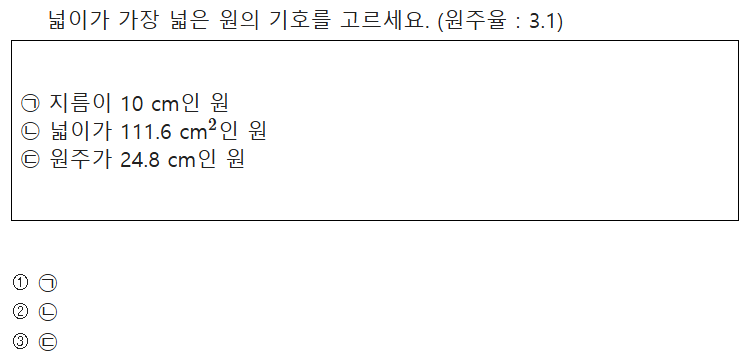 넓이가 가장 넓은 원의 기호를 고르세요. (원주율 : 3.1)
㉠ 지름이 10 cm인 원
㉡ 넓이가 111.6 cm²인 원
㉢ 원주가 24.8 cm인 원
① ㉠
② ㉡
③ ㉢